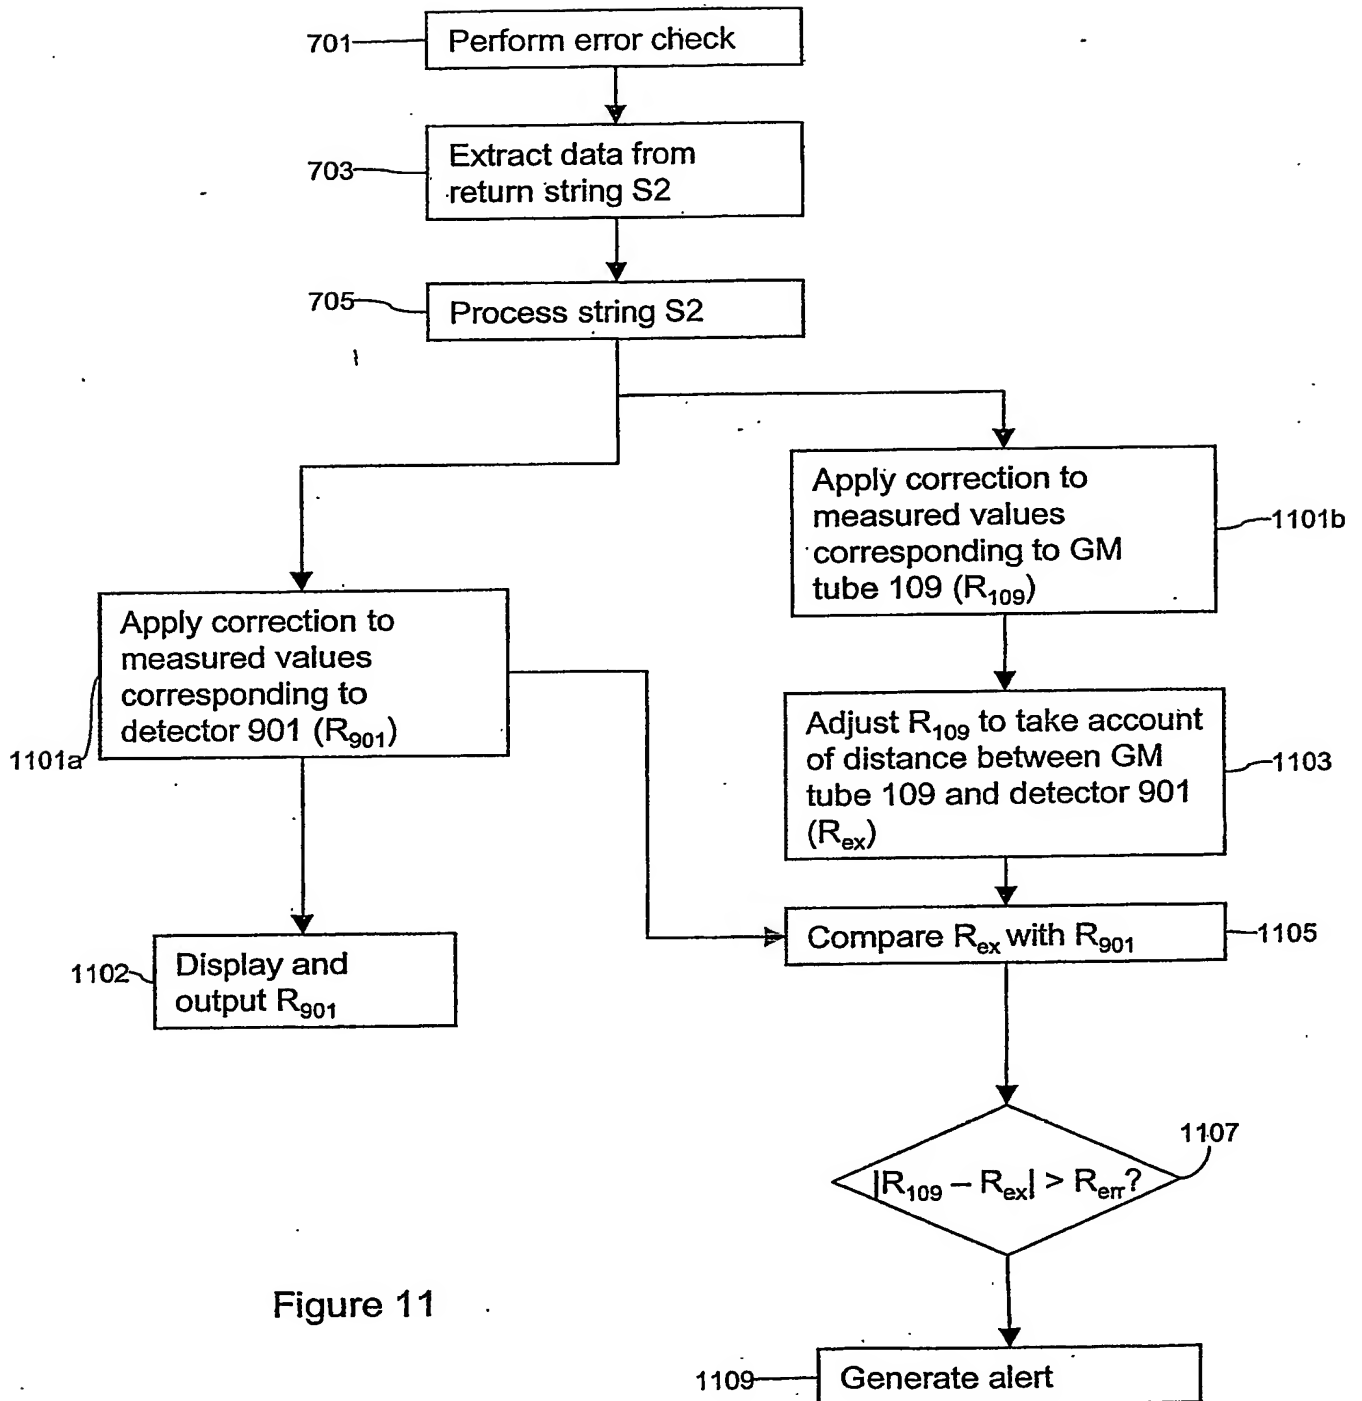 701
Perform error check
703
Extract data from
return string S2
705
Process string S2
Apply correction to
measured values
corresponding to GM
tube 109 (R109)
1101b
Apply correction to
measured values
corresponding to
detector 901 (R901)
1101a
Adjust R109 to take account
of distance between GM
tube 109 and detector 901
(Rex)
1103
Compare Rex with R901
1105
1102
Display and
output R901
1107
|R109 – Rex| > Rerr?
Figure 11
1109
Generate alert